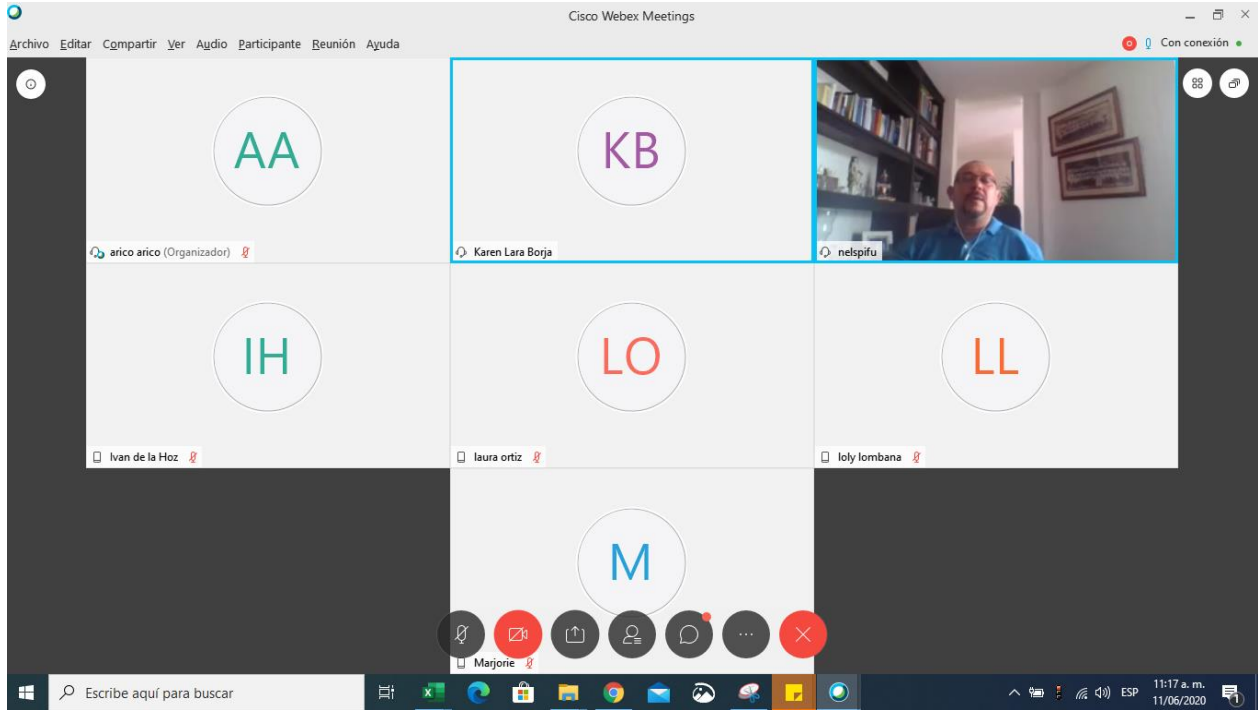 Cisco Webex Meetings
Archivo Editar Compartir Ver Audio Participante Reunión Ayuda
Con conexión
AA
KB
arico arico (Organizador)
Karen Lara Borja
nelspifu
IH
LO
LL
Ivan de la Hoz
laura ortiz
loly lombana
M
Marjorie
Escribe aquí para buscar
ESP
11:17 a. m.
11/06/2020
1